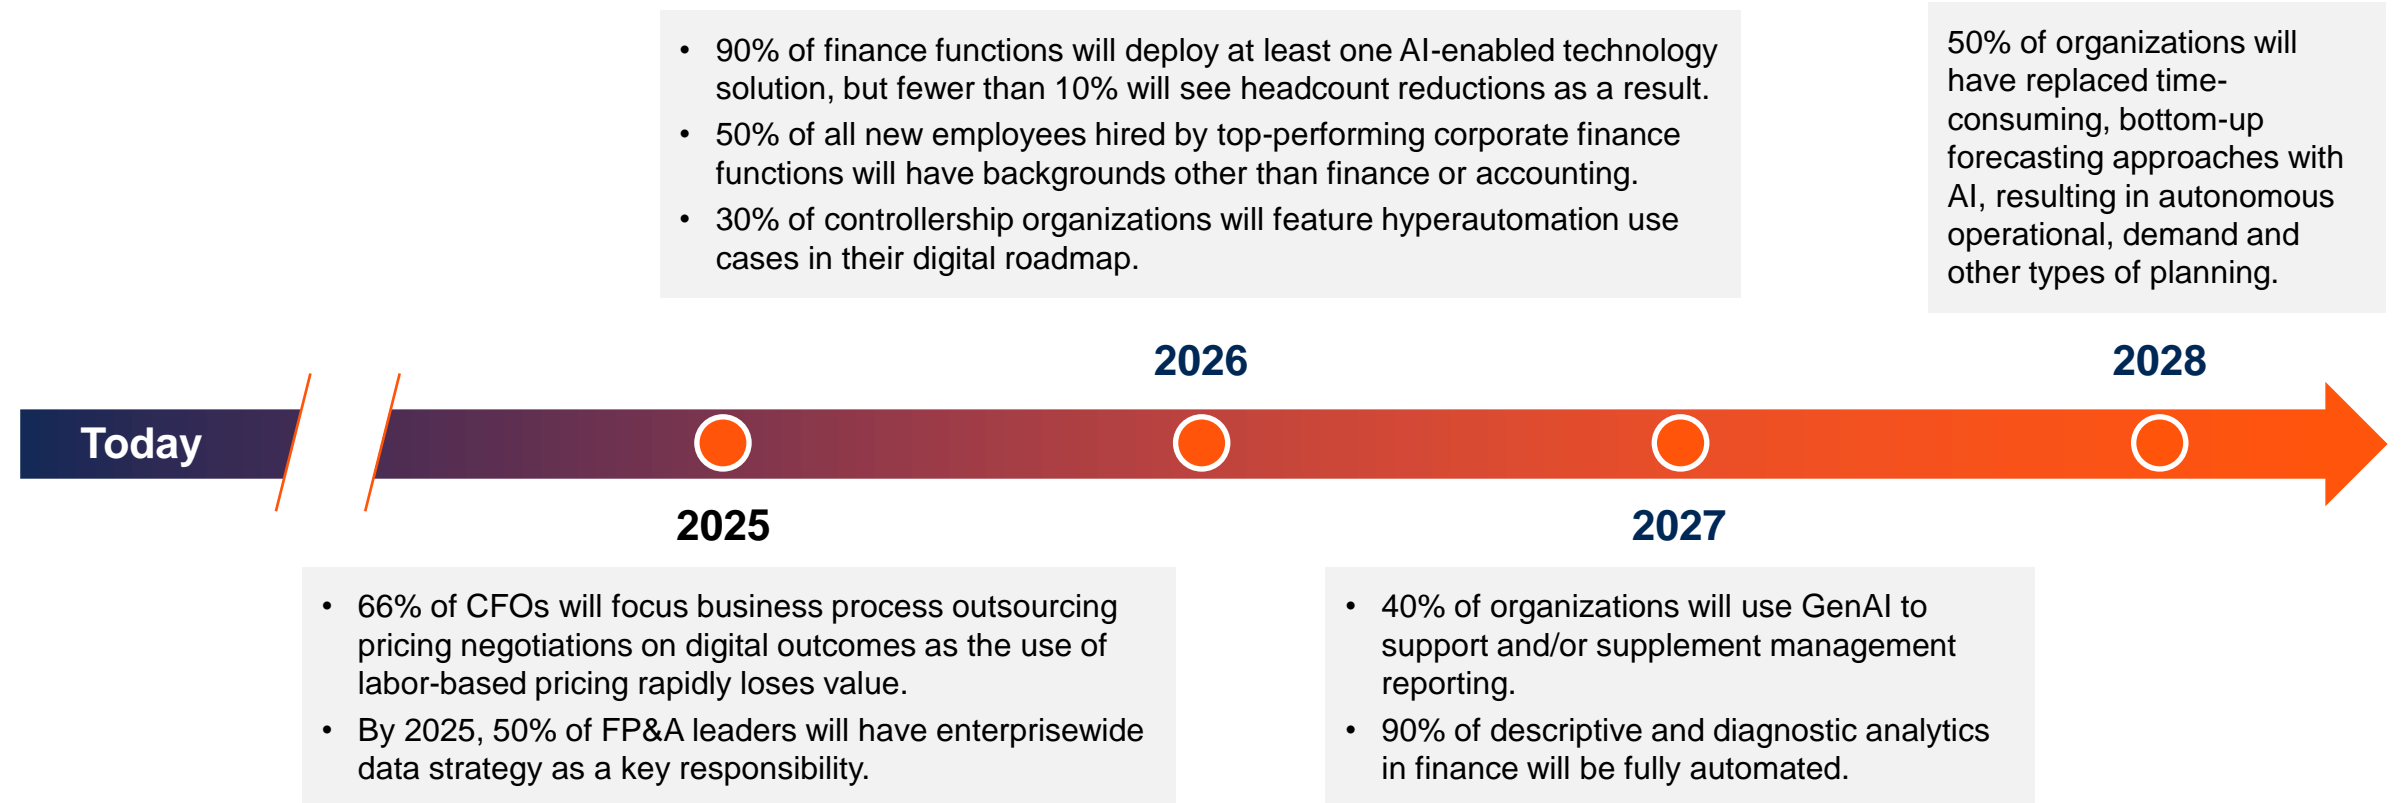 • 90% of finance functions will deploy at least one AI-enabled technology
solution, but fewer than 10% will see headcount reductions as a result.
• 50% of all new employees hired by top-performing corporate finance
functions will have backgrounds other than finance or accounting.
• 30% of controllership organizations will feature hyperautomation use
cases in their digital roadmap.
50% of organizations will
have replaced time-
consuming, bottom-up
forecasting approaches with
AI, resulting in autonomous
operational, demand and
other types of planning.
2026
2028
Today
2025
2027
• 66% of CFOs will focus business process outsourcing
pricing negotiations on digital outcomes as the use of
labor-based pricing rapidly loses value.
• By 2025, 50% of FP&A leaders will have enterprisewide
data strategy as a key responsibility.
• 40% of organizations will use GenAI to
support and/or supplement management
reporting.
• 90% of descriptive and diagnostic analytics
in finance will be fully automated.